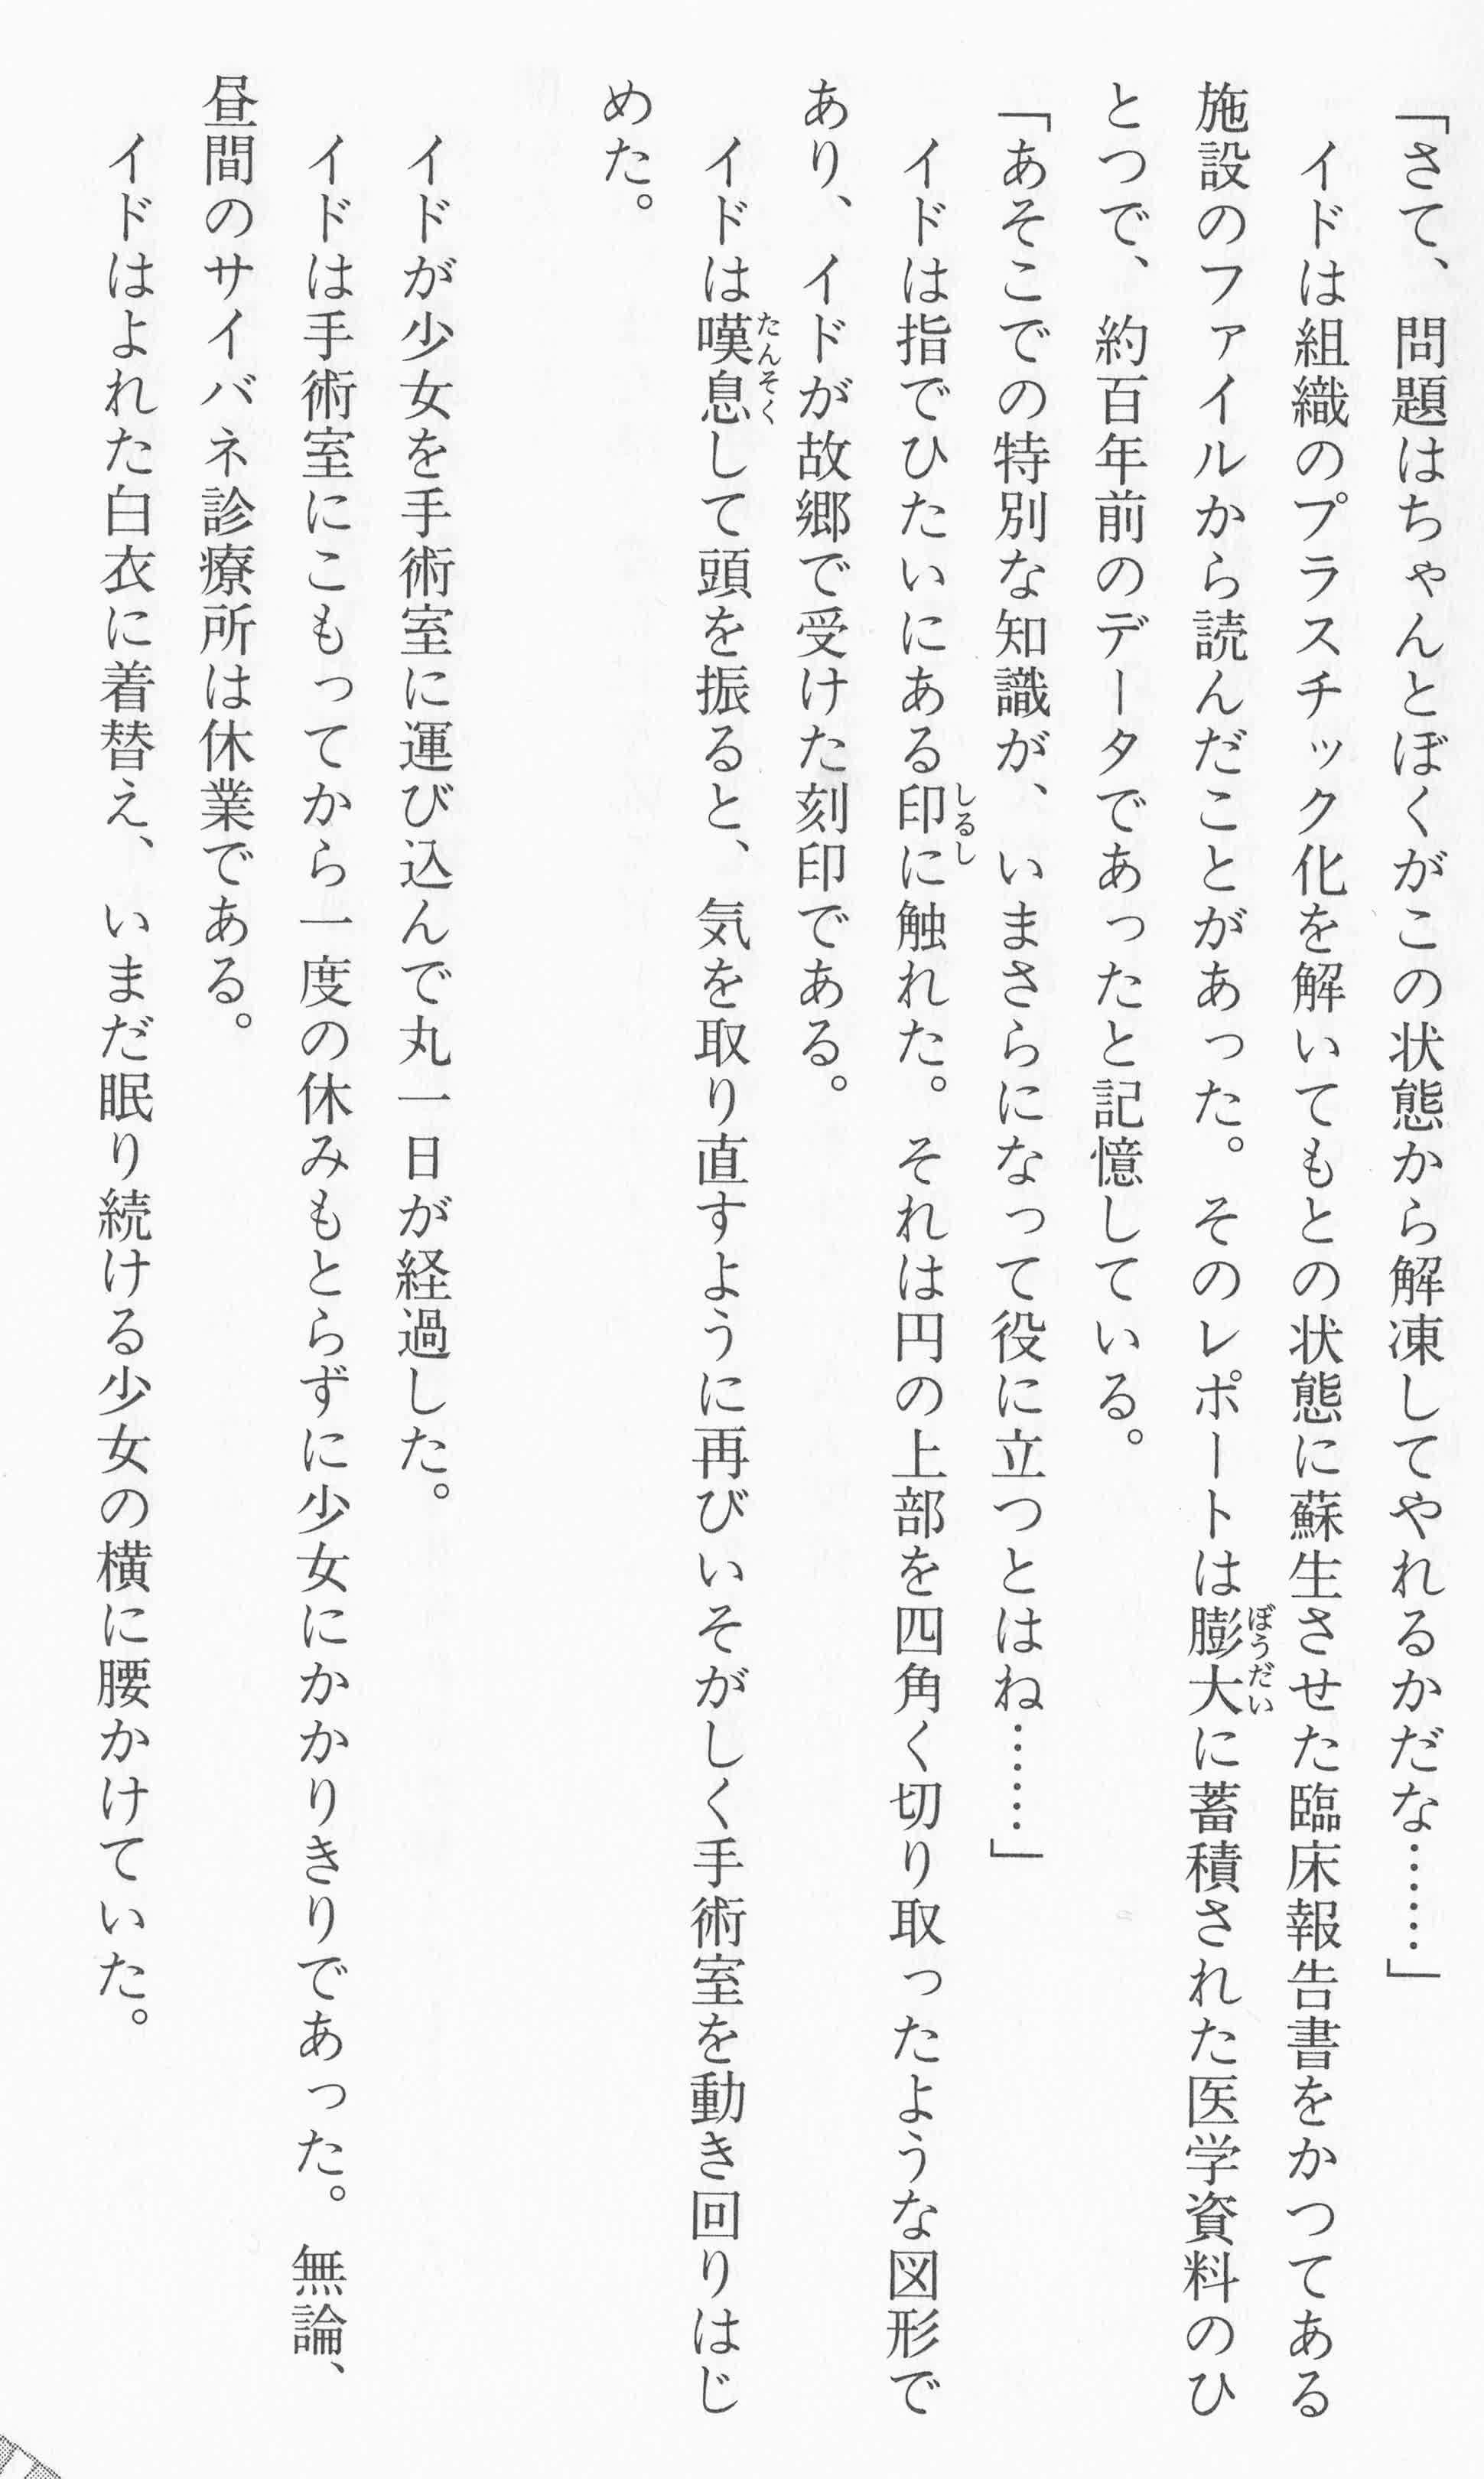 「さて、問題はちゃんとぼくがこの状態から解凍してやれるかだな……」
イドは組織のプラスチック化を解いてもとの状態に蘇生させた臨床報告書をかつてある
施設のファイルから読んだことがあった。そのレポートは膨大に蓄積された医学資料のひ
とつで、約百年前のデータであったと記憶している。
「あそこでの特別な知識が、いまさらになって役に立つとはね……」
イドは指でひたいにある印に触れた。それは円の上部を四角く切り取ったような図形で
あり、イドが故郷で受けた刻印である。
イドは嘆息して頭を振ると、気を取り直すように再びいそがしく手術室を動き回りはじ
めた。
イドが少女を手術室に運び込んで丸一日が経過した。
イドは手術室にこもってから一度の休みもとらずに少女にかかりきりであった。無論、
昼間のサイバネ診療所は休業である。
イドはよれた白衣に着替え、いまだ眠り続ける少女の横に腰かけていた。